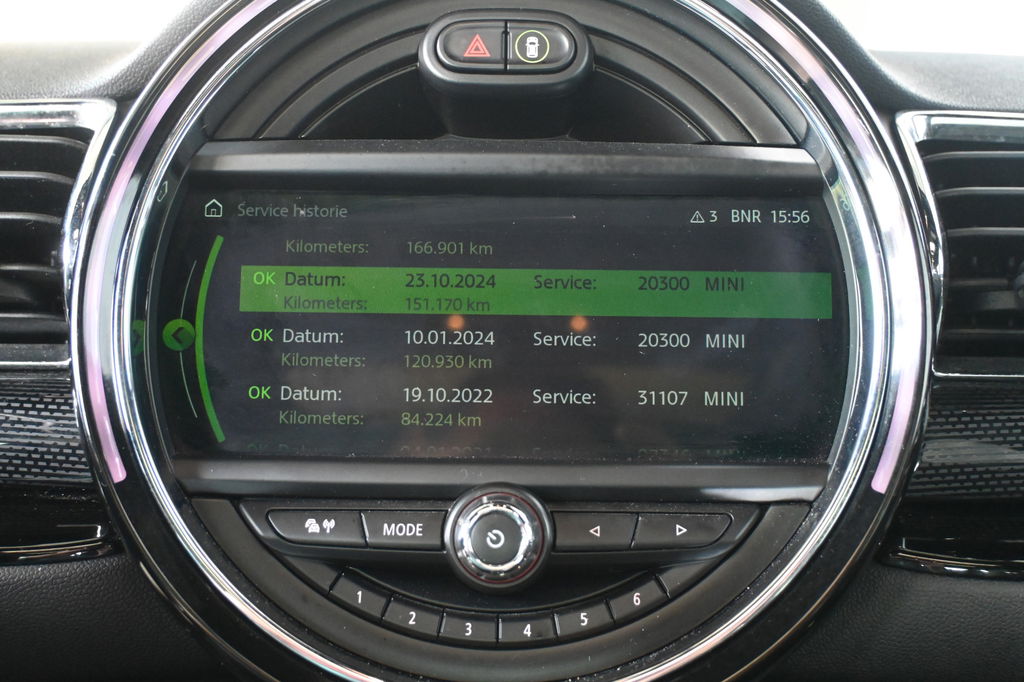 Service historie
3 BNR 15:56
Kilometers: 166.901 km
OK Datum: 23.10.2024 Service: 20300 MINI
Kilometers: 151.170 km
OK Datum: 10.01.2024 Service: 20300 MINI
Kilometers: 120.930 km
OK Datum: 19.10.2022 Service: 31107 MINI
Kilometers: 84.224 km
MODE
1 2 3 4 5 6